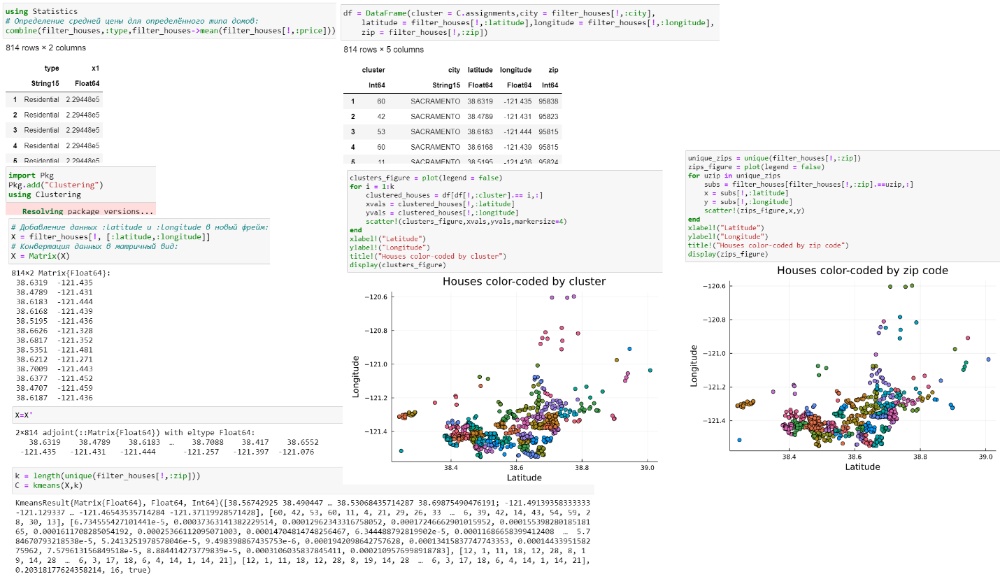 using Statistics
# Определение средней цены для определённого типа домов:
combine(filter_houses,:type,filter_houses->mean(filter_houses[!,:price]))
814 rows × 2 columns
type x1
String15 Float64
1 Residential 2.29448e5
2 Residential 2.29448e5
3 Residential 2.29448e5
4 Residential 2.29448e5
5 Residential 2.29448e5
import Pkg
Pkg.add("Clustering")
using Clustering
Resolving package versions...
# Добавление данных :latitude и :longitude в новый фрейм:
X = filter_houses[!, [:latitude,:longitude]]
# Конвертация данных в матричный вид:
X = Matrix(X)
814×2 Matrix{Float64}:
38.6319 -121.435
38.4789 -121.431
38.6183 -121.444
38.6168 -121.439
38.5195 -121.436
38.6626 -121.328
38.6817 -121.352
38.5351 -121.481
38.6212 -121.271
38.7009 -121.443
38.6377 -121.452
38.4707 -121.459
38.6187 -121.436
X=X'
2×814 adjoint(::Matrix{Float64}) with eltype Float64:
38.6319 38.4789 38.6183 … 38.7088 38.417 38.6552
-121.435 -121.431 -121.444 -121.257 -121.397 -121.076
k = length(unique(filter_houses[!,:zip]))
C = kmeans(X,k)
KmeansResult{Matrix{Float64}, Float64, Int64}([38.56742925 38.490447 … 38.53068435714287 38.69875490476191; -121.49139358333333
-121.129337 … -121.46543535714284 -121.37119928571428], [60, 42, 53, 60, 11, 4, 21, 29, 26, 33 … 6, 39, 42, 14, 43, 54, 59, 2
8, 30, 13], [6.734555427101441e-5, 0.00037363141382229514, 0.00012962343316758052, 0.00017246662901015952, 0.000155398280185181
65, 0.0001611708285054192, 0.00025366112095071003, 0.00014704814748256467, 6.344488792819902e-5, 0.00011686658399412408 … 5.7
84670793218538e-5, 5.2413251978578046e-5, 9.498398867435753e-6, 0.0001942098642757628, 0.00013415837747743353, 0.00014433951582
75962, 7.579613156849518e-5, 8.884414273779839e-5, 0.0003106035837845411, 0.0002109576998918783], [12, 1, 11, 18, 12, 28, 8, 1
9, 14, 28 … 6, 3, 17, 18, 6, 4, 14, 1, 14, 21], [12, 1, 11, 18, 12, 28, 8, 19, 14, 28 … 6, 3, 17, 18, 6, 4, 14, 1, 14, 21],
0.20318177624358214, 16, true)
df = DataFrame(cluster = C.assignments,city = filter_houses[!,:city],
latitude = filter_houses[!,:latitude],longitude = filter_houses[!,:longitude],
zip = filter_houses[!,:zip])
814 rows × 5 columns
cluster city latitude longitude zip
Int64 String15 Float64 Float64 Int64
1 60 SACRAMENTO 38.6319 -121.435 95838
2 42 SACRAMENTO 38.4789 -121.431 95823
3 53 SACRAMENTO 38.6183 -121.444 95815
4 60 SACRAMENTO 38.6168 -121.439 95815
5 11 SACRAMENTO 38.5195 -121.436 95824
clusters_figure = plot(legend = false)
for i = 1:k
clustered_houses = df[df[!,:cluster].== i,:]
xvals = clustered_houses[!,:latitude]
yvals = clustered_houses[!,:longitude]
scatter!(clusters_figure,xvals,yvals,markersize=4)
end
xlabel!("Latitude")
ylabel!("Longitude")
title!("Houses color-coded by cluster")
display(clusters_figure)
Houses color-coded by cluster
−120.6
−120.8
−121.0
−121.2
−121.4
Longitude
38.4 38.6 38.8 39.0
Latitude
unique_zips = unique(filter_houses[!,:zip])
zips_figure = plot(legend = false)
for uzip in unique_zips
subs = filter_houses[filter_houses[!,:zip].==uzip,:]
x = subs[!,:latitude]
y = subs[!,:longitude]
scatter!(zips_figure,x,y)
end
xlabel!("Latitude")
ylabel!("Longitude")
title!("Houses color-coded by zip code")
display(zips_figure)
Houses color-coded by zip code
−120.6
−120.8
−121.0
−121.2
−121.4
Longitude
38.4 38.6 38.8 39.0
Latitude